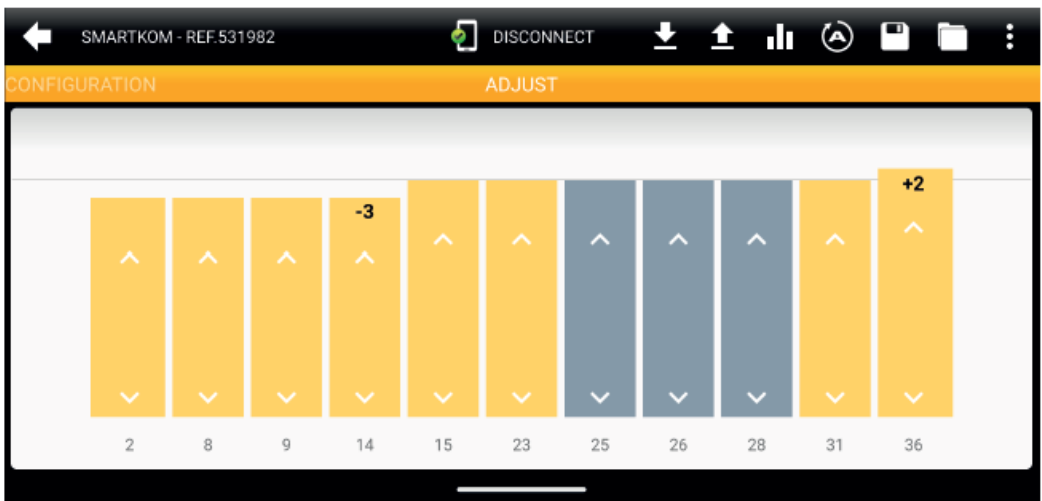 SMARTKOM - REF.531982 DISCONNECT A
CONFIGURATION ADJUST
+2
-3
2 8 9 14 15 23 25 26 28 31 36